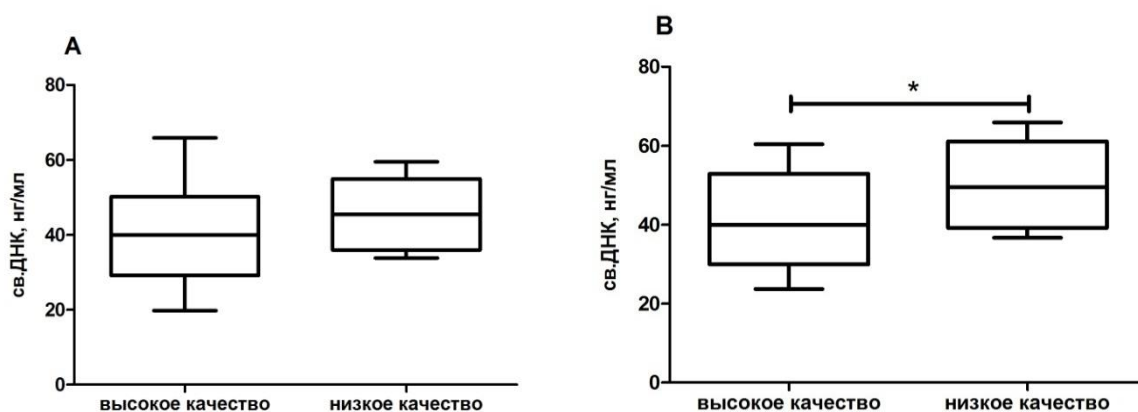 A
80
60
40
20
0
св.ДНК, нг/мл
высокое качество
низкое качество
B
80
60
40
20
0
св.ДНК, нг/мл
*
высокое качество
низкое качество